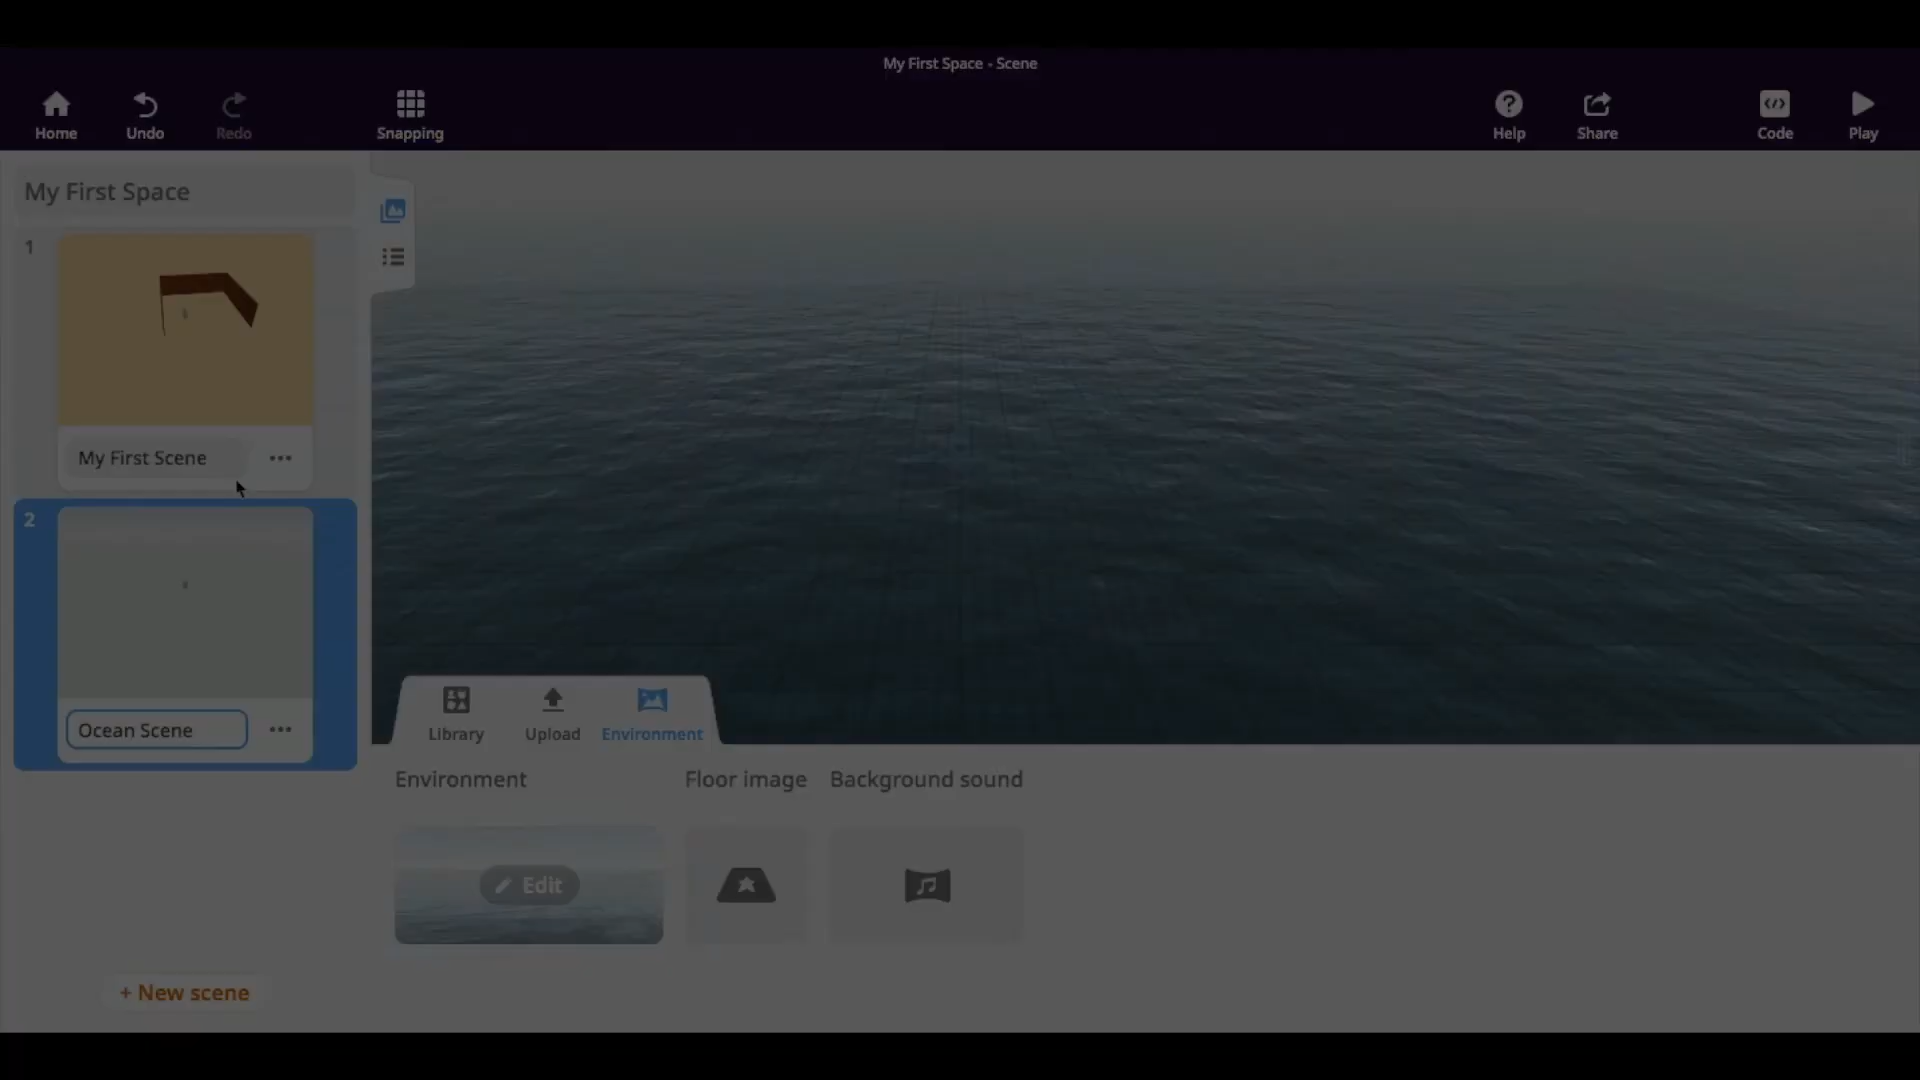 My First Space - Scene
Home
Undo
Redo
Snapping
Help
Share
Code
Play
My First Space
1
My First Scene
2
Ocean Scene
+ New scene
Library
Upload
Environment
Environment
Floor image
Background sound
Edit